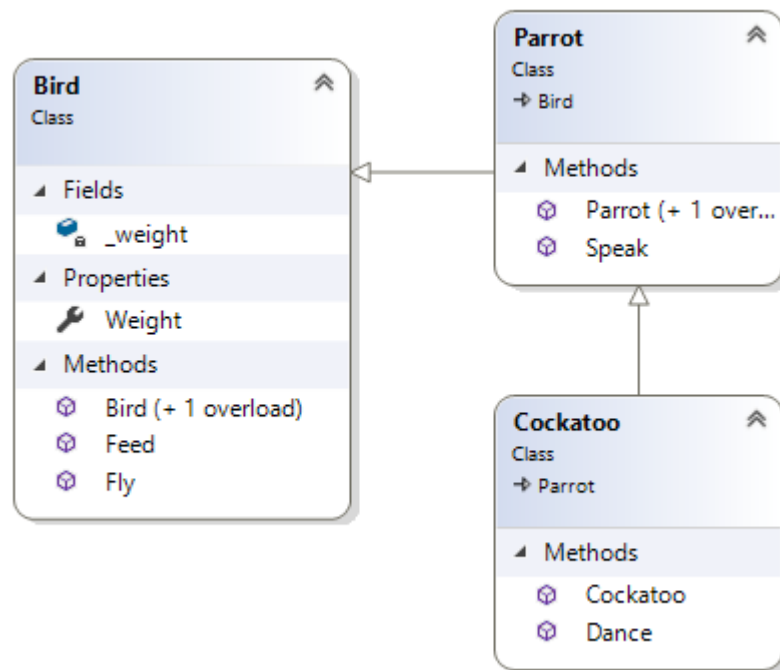 Bird
Class
Fields
_weight
Properties
Weight
Methods
Bird (+ 1 overload)
Feed
Fly
Parrot
Class
Bird
Methods
Parrot (+ 1 over...
Speak
Cockatoo
Class
Parrot
Methods
Cockatoo
Dance